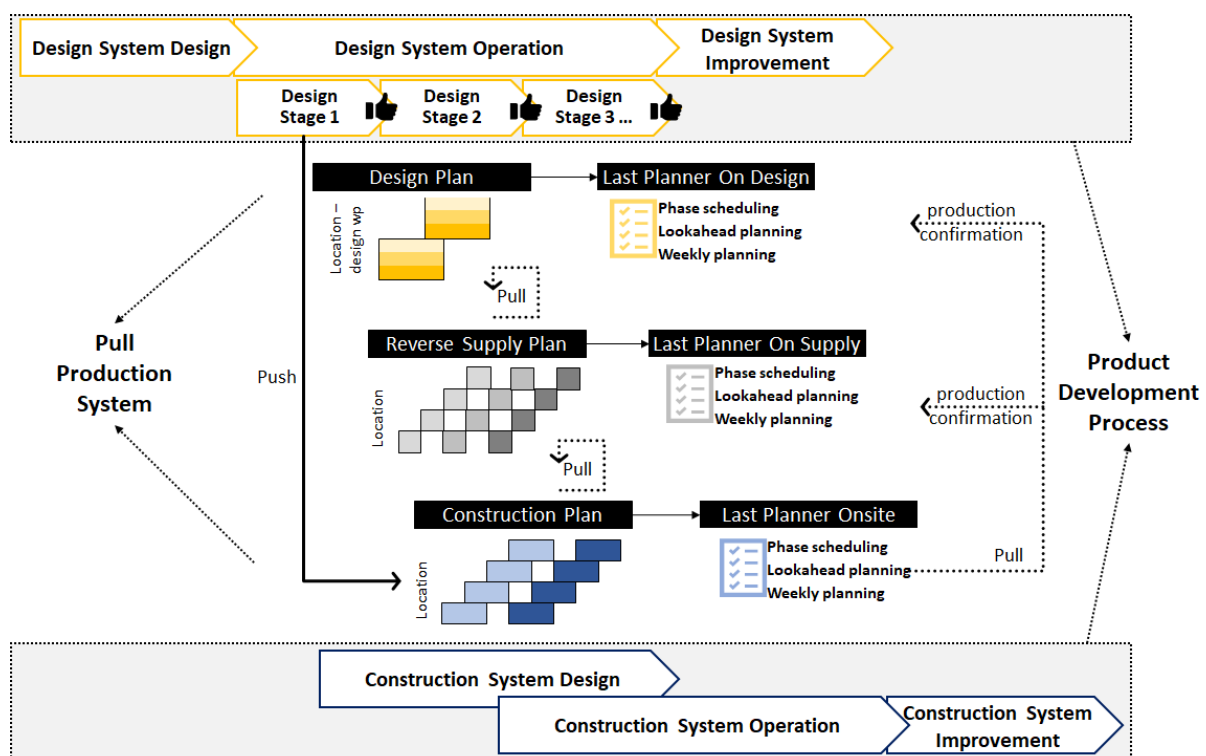 Design System Design
Design System Operation
Design System
Improvement
Design
Stage 1
Design
Stage 2
Design
Stage 3 ...
Design Plan
Last Planner On Design
Location –
design wp
Phase scheduling
Lookahead planning
Weekly planning
production
confirmation
Pull
Pull
Production
System
Push
Reverse Supply Plan
Last Planner On Supply
Location
Phase scheduling
Lookahead planning
Weekly planning
production
confirmation
Product
Development
Process
Pull
Construction Plan
Last Planner Onsite
Location
Phase scheduling
Lookahead planning
Weekly planning
Pull
Construction System Design
Construction System Operation
Construction System
Improvement